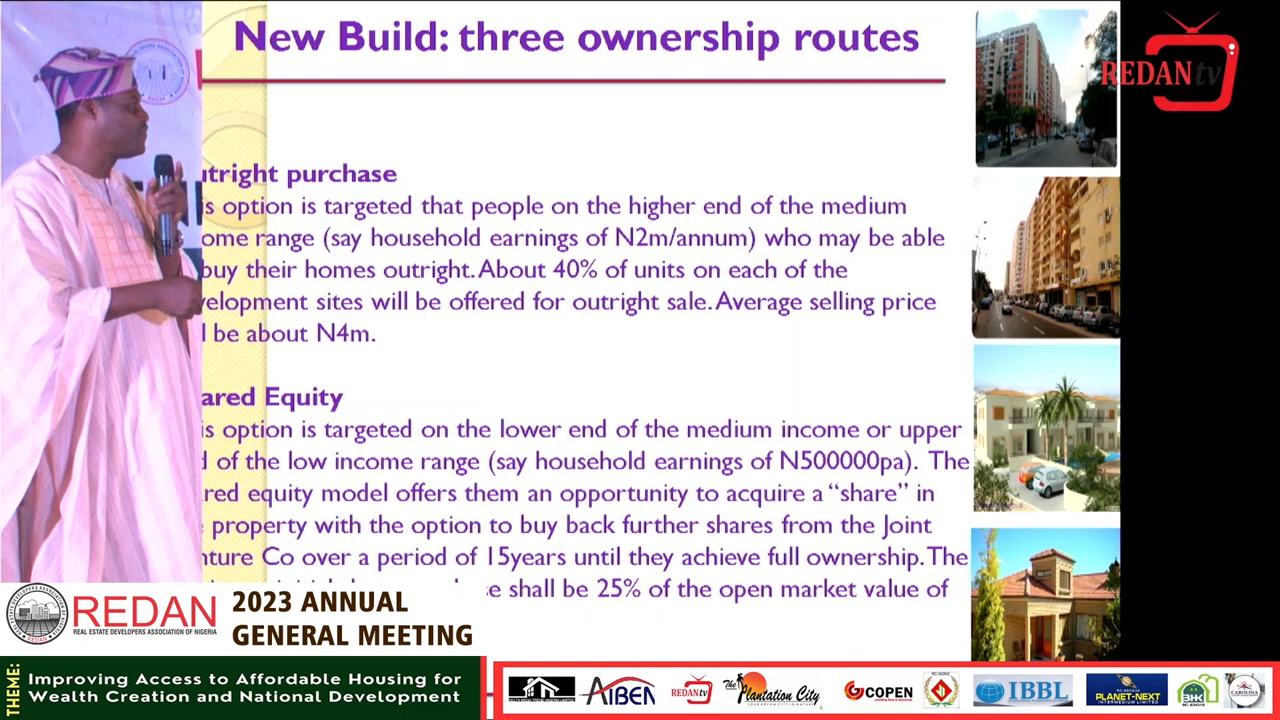 New Build: three ownership routes
REDANtv
utright purchase
is option is targeted that people on the higher end of the medium
ome range (say household earnings of N2m/annum) who may be able
buy their homes outright. About 40% of units on each of the
velopment sites will be offered for outright sale. Average selling price
l be about N4m.
ared Equity
is option is targeted on the lower end of the medium income or upper
d of the low income range (say household earnings of N500000pa). The
ared equity model offers them an opportunity to acquire a “share” in
property with the option to buy back further shares from the Joint
nture Co over a period of 15years until they achieve full ownership. The
se shall be 25% of the open market value of
REDAN
REAL ESTATE DEVELOPERS ASSOCIATION OF NIGERIA
2023 ANNUAL
GENERAL MEETING
THEME:
Improving Access to Affordable Housing for
Wealth Creation and National Development
AIBEN
REDANtv
The Plantation City
COPEN
IBBL
PLANET-NEXT
INTERMEDIUM LIMITED
BHK
CAROLINA